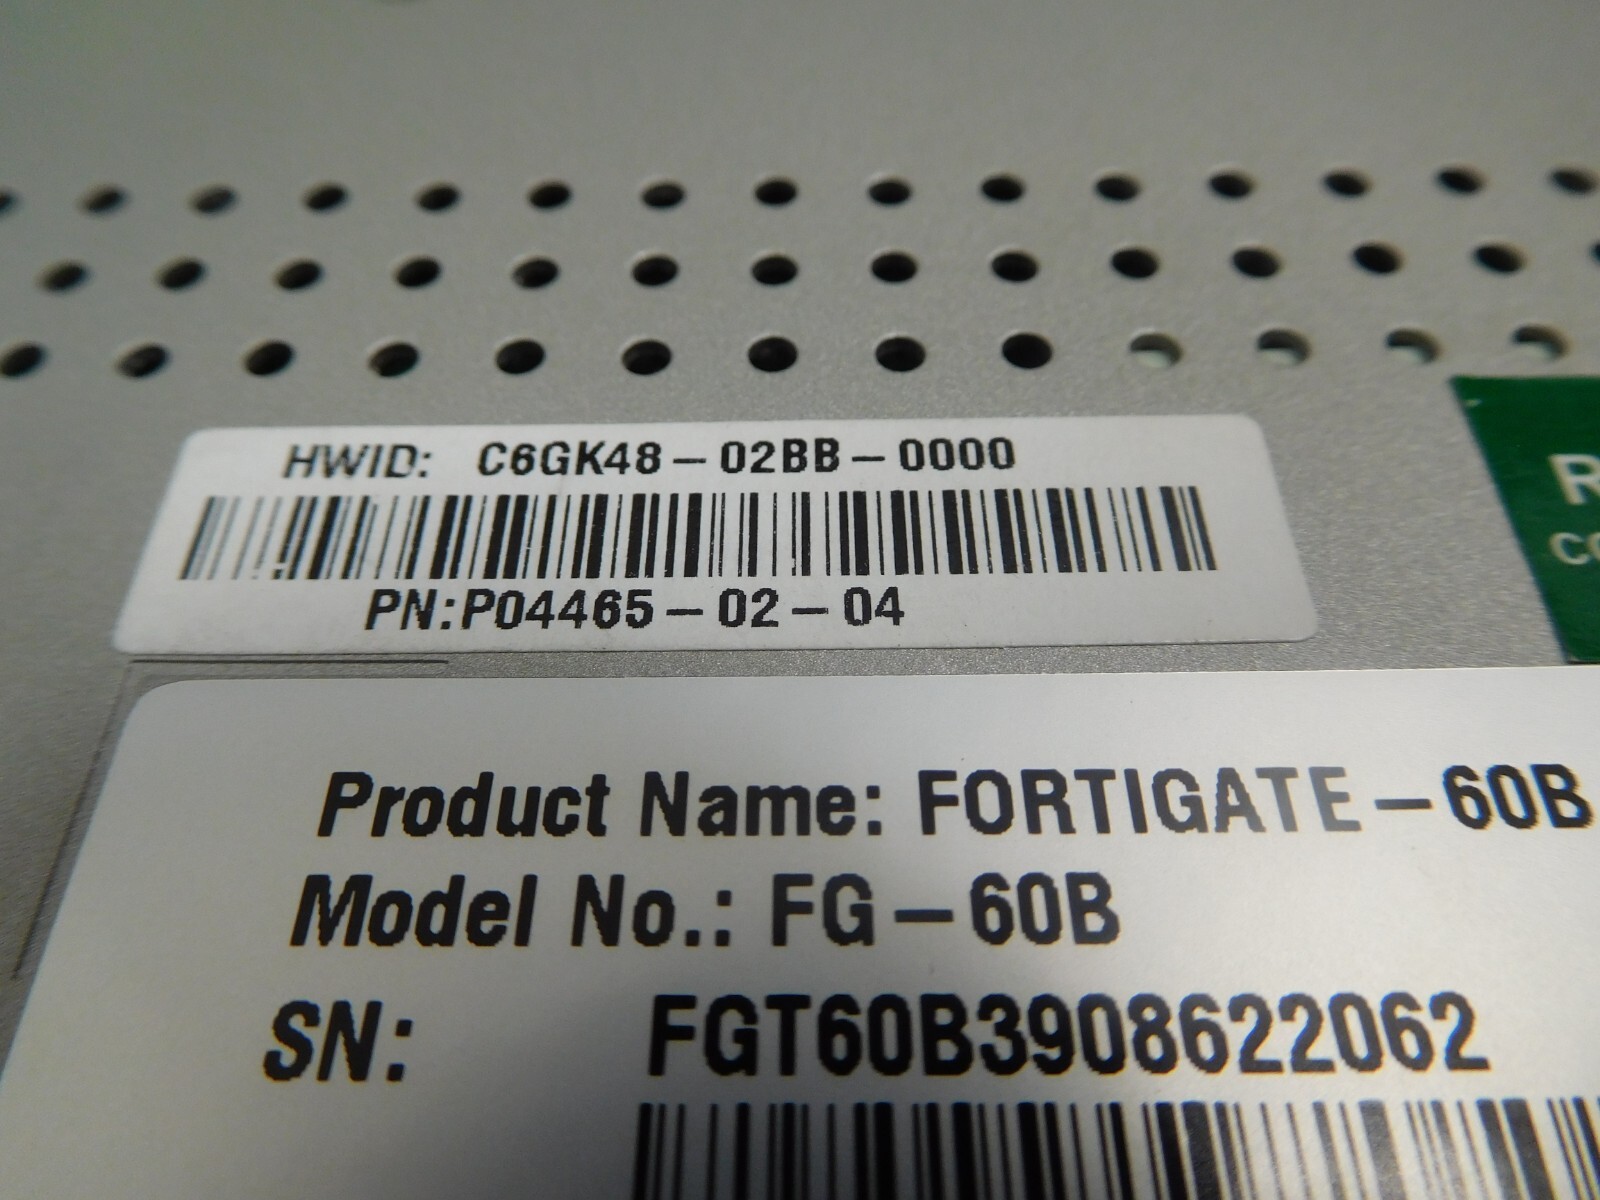 HWID: C6GK48-02BB-0000
PN:P04465-02-04
Product Name: FORTIGATE-60B
Model No.: FG-60B
SN: FGT60B3908622062